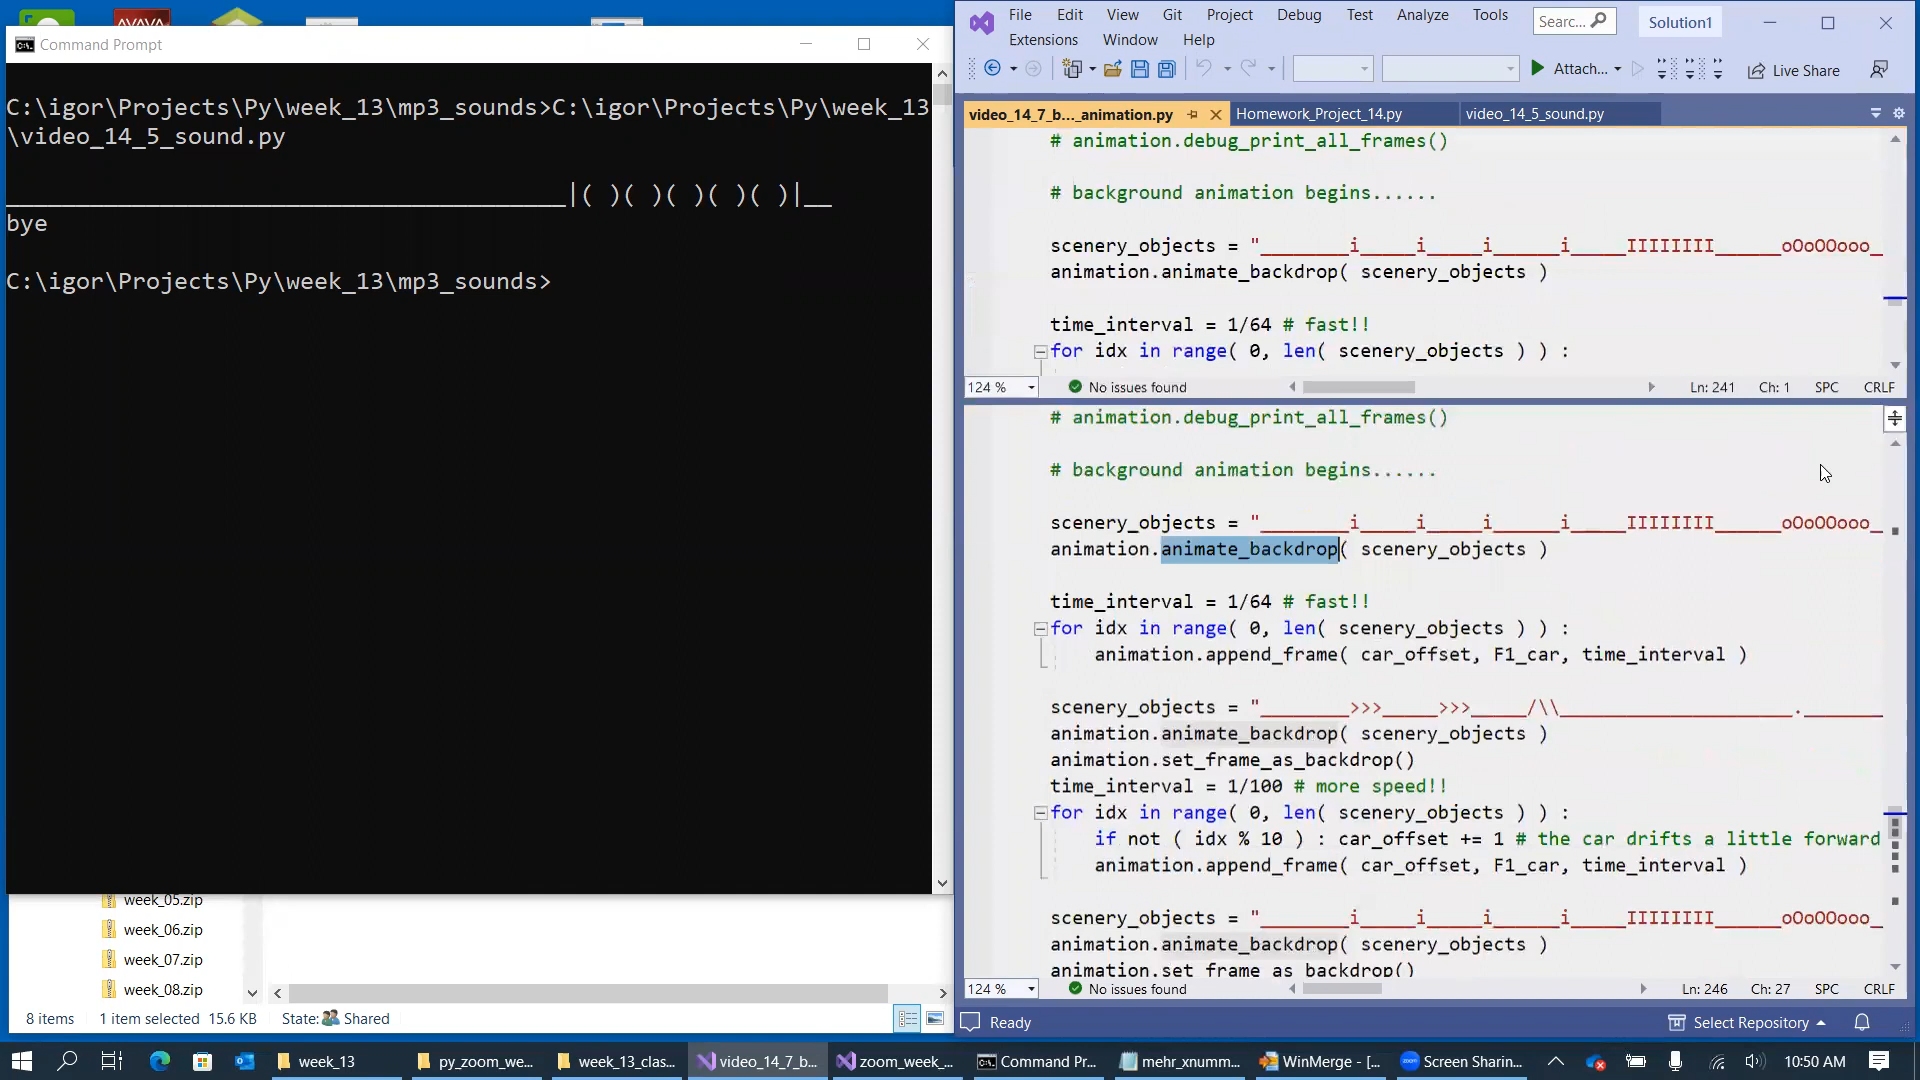 AVAYA
Command Prompt
C:\igor\Projects\Py\week_13\mp3_sounds>C:\igor\Projects\Py\week_13
\video_14_5_sound.py
________________________________________|( )( )( )( )( )|__
bye
C:\igor\Projects\Py\week_13\mp3_sounds>
week_05.zip
week_06.zip
week_07.zip
week_08.zip
8 items 1 item selected 15.6 KB State: Shared
File Edit View Git Project Debug Test Analyze Tools
Searc... Solution1
Extensions Window Help
Attach... Live Share
video_14_7_b..._animation.py Homework_Project_14.py video_14_5_sound.py
# animation.debug_print_all_frames()
# background animation begins......
scenery_objects = "________i_____i_____i______i_____IIIIIIII______oOoOOooo_
animation.animate_backdrop( scenery_objects )
time_interval = 1/64 # fast!!
for idx in range( 0, len( scenery_objects ) ) :
124 % No issues found Ln: 241 Ch: 1 SPC CRLF
# animation.debug_print_all_frames()
# background animation begins......
scenery_objects = "________i_____i_____i______i_____IIIIIIII______oOoOOooo_
animation.animate_backdrop( scenery_objects )
time_interval = 1/64 # fast!!
for idx in range( 0, len( scenery_objects ) ) :
animation.append_frame( car_offset, F1_car, time_interval )
scenery_objects = "________>>>_____>>>_____/\\_____________________._______
animation.animate_backdrop( scenery_objects )
animation.set_frame_as_backdrop()
time_interval = 1/100 # more speed!!
for idx in range( 0, len( scenery_objects ) ) :
if not ( idx % 10 ) : car_offset += 1 # the car drifts a little forward
animation.append_frame( car_offset, F1_car, time_interval )
scenery_objects = "________i_____i_____i______i_____IIIIIIII______oOoOOooo_
animation.animate_backdrop( scenery_objects )
animation.set_frame_as_backdrop()
124 % No issues found Ln: 246 Ch: 27 SPC CRLF
Ready Select Repository
week_13 py_zoom_we... week_13_clas... video_14_7_b... zoom_week_... Command Pr... mehr_xnumm... WinMerge - [... Screen Sharin... 10:50 AM